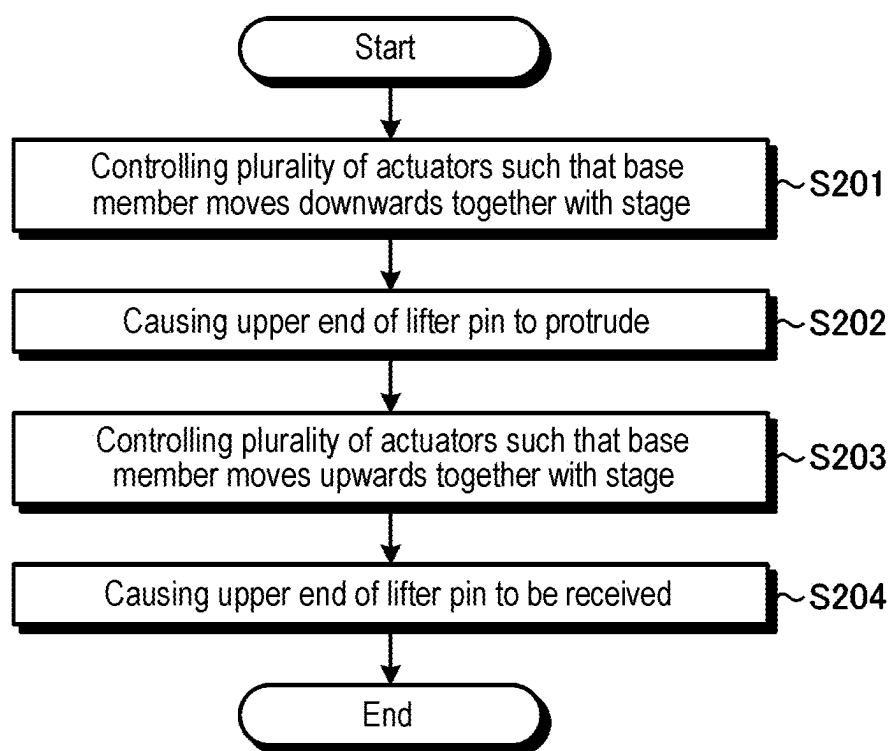 Start
Controlling plurality of actuators such that base
member moves downwards together with stage
~S201
Causing upper end of lifter pin to protrude
~S202
Controlling plurality of actuators such that base
member moves upwards together with stage
~S203
Causing upper end of lifter pin to be received
~S204
End